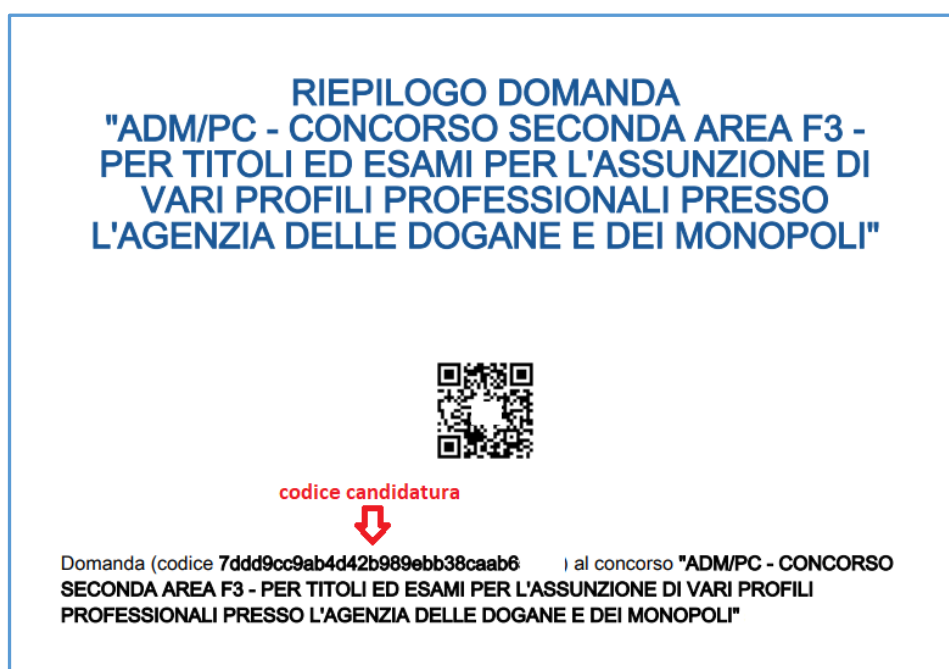 RIEPILOGO DOMANDA
"ADM/PC - CONCORSO SECONDA AREA F3 -
PER TITOLI ED ESAMI PER L'ASSUNZIONE DI
VARI PROFILI PROFESSIONALI PRESSO
L'AGENZIA DELLE DOGANE E DEI MONOPOLI"
codice candidatura
Domanda (codice 7ddd9cc9ab4d42b989ebb38caab6 ) al concorso "ADM/PC - CONCORSO
SECONDA AREA F3 - PER TITOLI ED ESAMI PER L'ASSUNZIONE DI VARI PROFILI
PROFESSIONALI PRESSO L'AGENZIA DELLE DOGANE E DEI MONOPOLI"